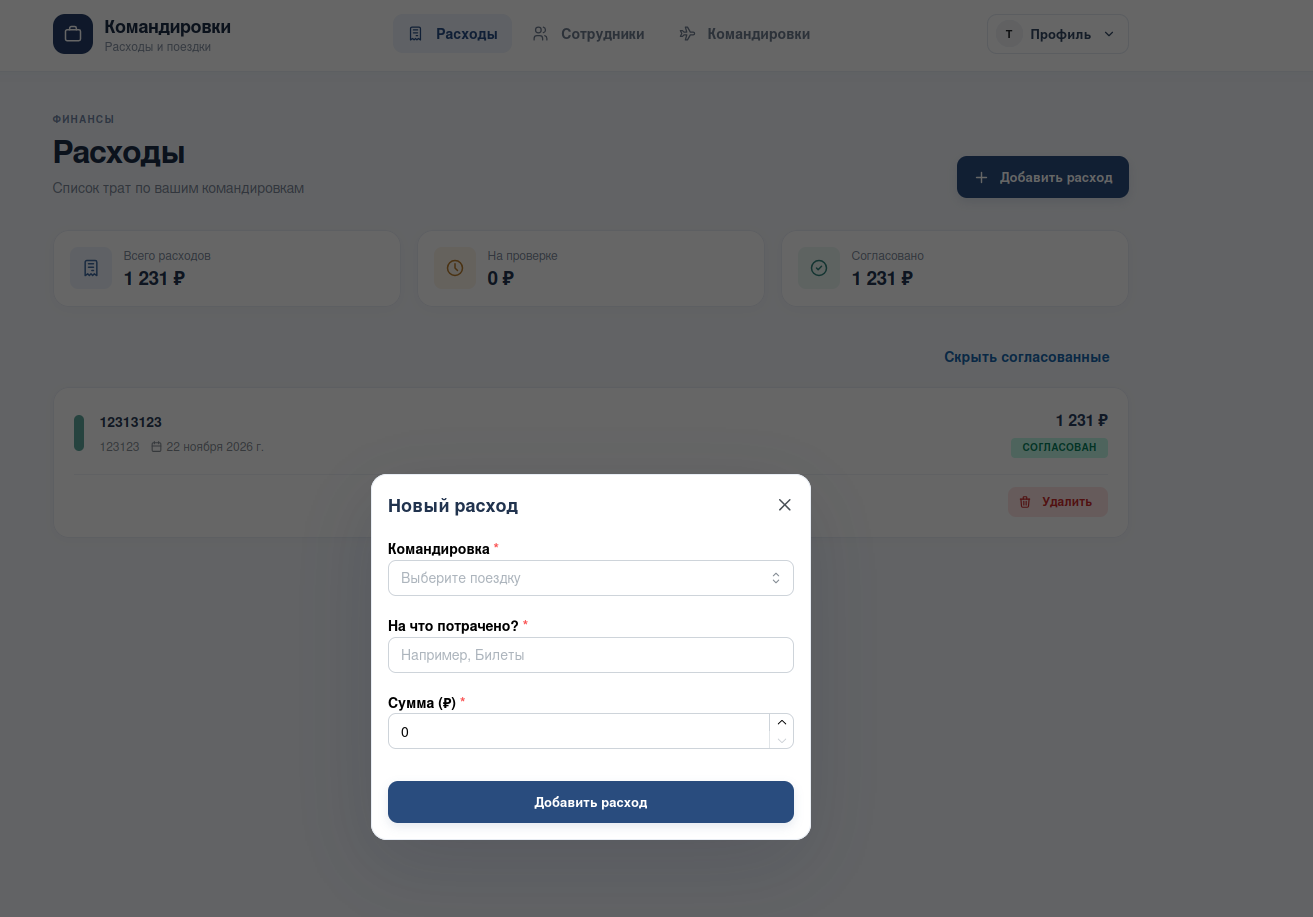 Командировки
Расходы и поездки
Расходы
Сотрудники
Командировки
Т
Профиль
ФИНАНСЫ
Расходы
Список трат по вашим командировкам
Добавить расход
Всего расходов
1 231 ₽
На проверке
0 ₽
Согласовано
1 231 ₽
Скрыть согласованные
12313123
1 231 ₽
123123 22 ноября 2026 г.
СОГЛАСОВАН
Удалить
Новый расход
Командировка *
Выберите поездку
На что потрачено? *
Например, Билеты
Сумма (₽) *
0
Добавить расход